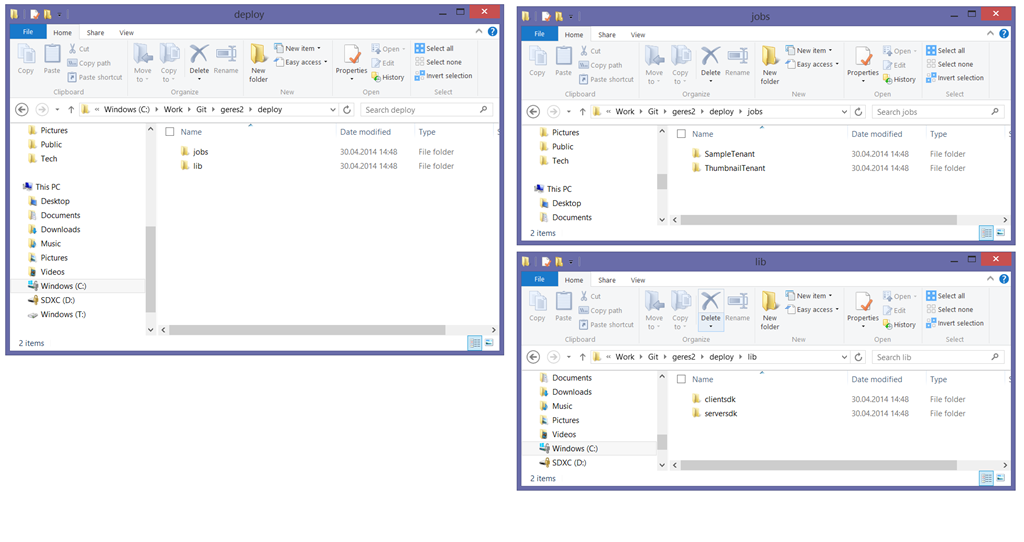 deploy
File Home Share View
Copy Paste Cut Copy path Paste shortcut Move to Copy to Delete Rename New folder New item Easy access Properties Open Edit History Select all Select none Invert selection
Clipboard Organize New Open Select
« Windows (C:) Work Git geres2 deploy Search deploy
Name Date modified Type
Pictures
Public
Tech
This PC
Desktop
Documents
Downloads
Music
Pictures
Videos
Windows (C:)
SDXC (D:)
Windows (T:)
jobs 30.04.2014 14:48 File folder
lib 30.04.2014 14:48 File folder
2 items
jobs
File Home Share View
Copy Paste Cut Copy path Paste shortcut Move to Copy to Delete Rename New folder New item Easy access Properties Open Edit History Select all Select none Invert selection
Clipboard Organize New Open Select
« Work Git geres2 deploy jobs Search jobs
Name Date modified Type
Pictures
Public
Tech
This PC
Desktop
Documents
SampleTenant 30.04.2014 14:48 File folder
ThumbnailTenant 30.04.2014 14:48 File folder
2 items
lib
File Home Share View
Copy Paste Cut Copy path Paste shortcut Move to Copy to Delete Rename New folder New item Easy access Properties Open Edit History Select all Select none Invert selection
Clipboard Organize New Open Select
« Work Git geres2 deploy lib Search lib
Name Date modified Type
Documents
Downloads
Music
Pictures
Videos
Windows (C:)
SDXC (D:)
clientsdk 30.04.2014 14:48 File folder
serversdk 30.04.2014 14:48 File folder
2 items